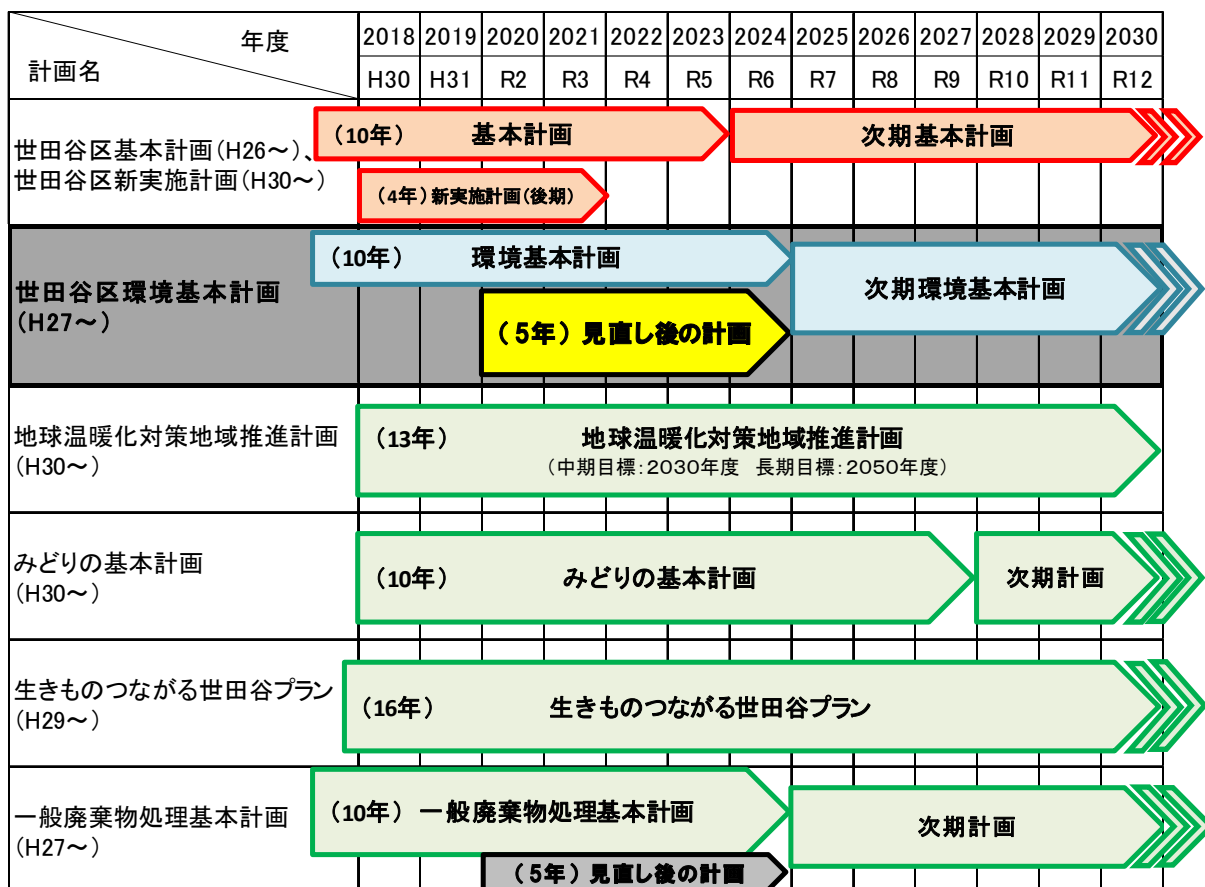 年度
計画名
2018 2019 2020 2021 2022 2023 2024 2025 2026 2027 2028 2029 2030
H30 H31 R2 R3 R4 R5 R6 R7 R8 R9 R10 R11 R12
世田谷区基本計画(H26～)、
世田谷区新実施計画(H30～)
(10年) 基本計画
次期基本計画
(4年)新実施計画(後期)
世田谷区環境基本計画
(H27～)
(10年) 環境基本計画
次期環境基本計画
(5年)見直し後の計画
地球温暖化対策地域推進計画
(H30～)
(13年) 地球温暖化対策地域推進計画
(中期目標:2030年度 長期目標:2050年度)
みどりの基本計画
(H30～)
(10年) みどりの基本計画
次期計画
生きものつながる世田谷プラン
(H29～)
(16年) 生きものつながる世田谷プラン
一般廃棄物処理基本計画
(H27～)
(10年)一般廃棄物処理基本計画
次期計画
(5年)見直し後の計画